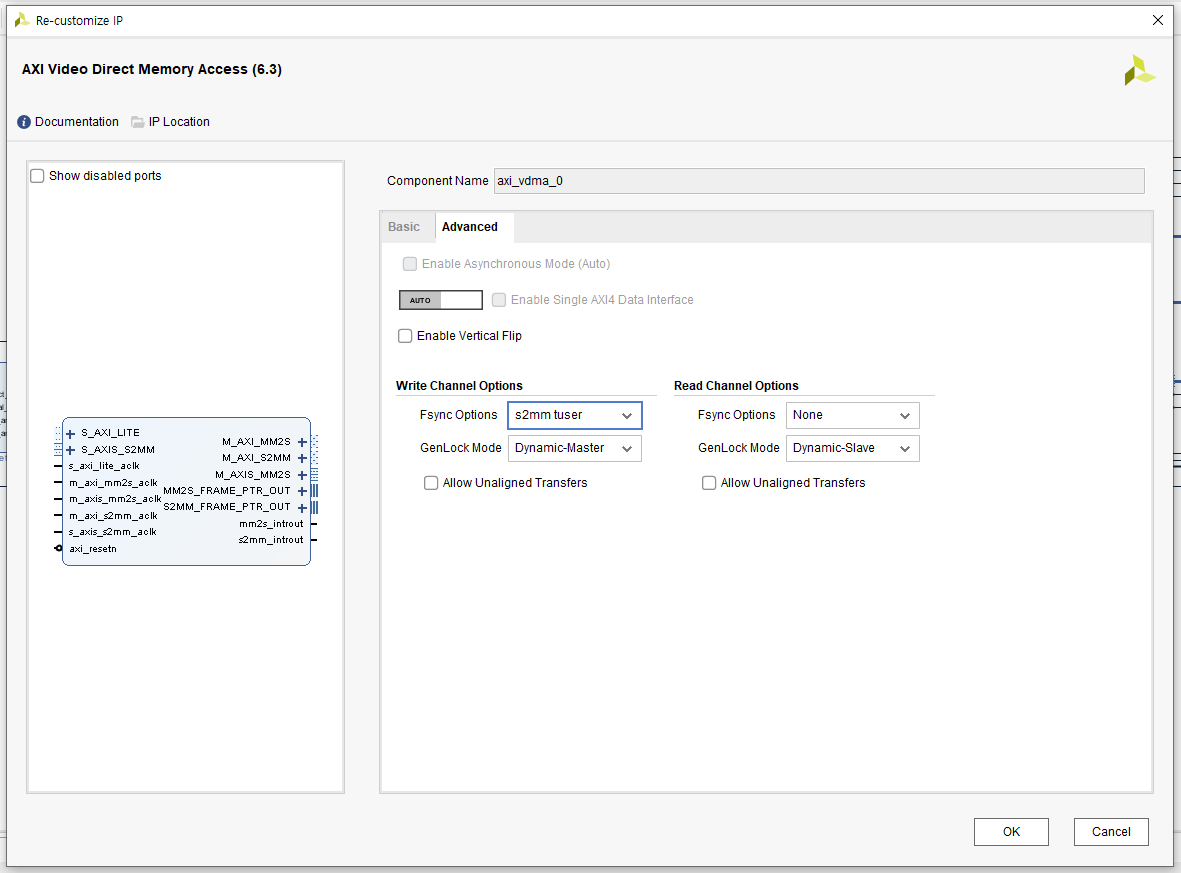 Re-customize IP
AXI Video Direct Memory Access (6.3)
Documentation IP Location
Show disabled ports
S_AXI_LITE
S_AXIS_S2MM
s_axi_lite_aclk
m_axi_mm2s_aclk
m_axis_mm2s_aclk
m_axi_s2mm_aclk
s_axis_s2mm_aclk
axi_resetn
M_AXI_MM2S
M_AXI_S2MM
M_AXIS_MM2S
MM2S_FRAME_PTR_OUT
S2MM_FRAME_PTR_OUT
mm2s_introut
s2mm_introut
Component Name axi_vdma_0
Basic Advanced
Enable Asynchronous Mode (Auto)
AUTO Enable Single AXI4 Data Interface
Enable Vertical Flip
Write Channel Options
Fsync Options s2mm tuser
GenLock Mode Dynamic-Master
Allow Unaligned Transfers
Read Channel Options
Fsync Options None
GenLock Mode Dynamic-Slave
Allow Unaligned Transfers
OK Cancel